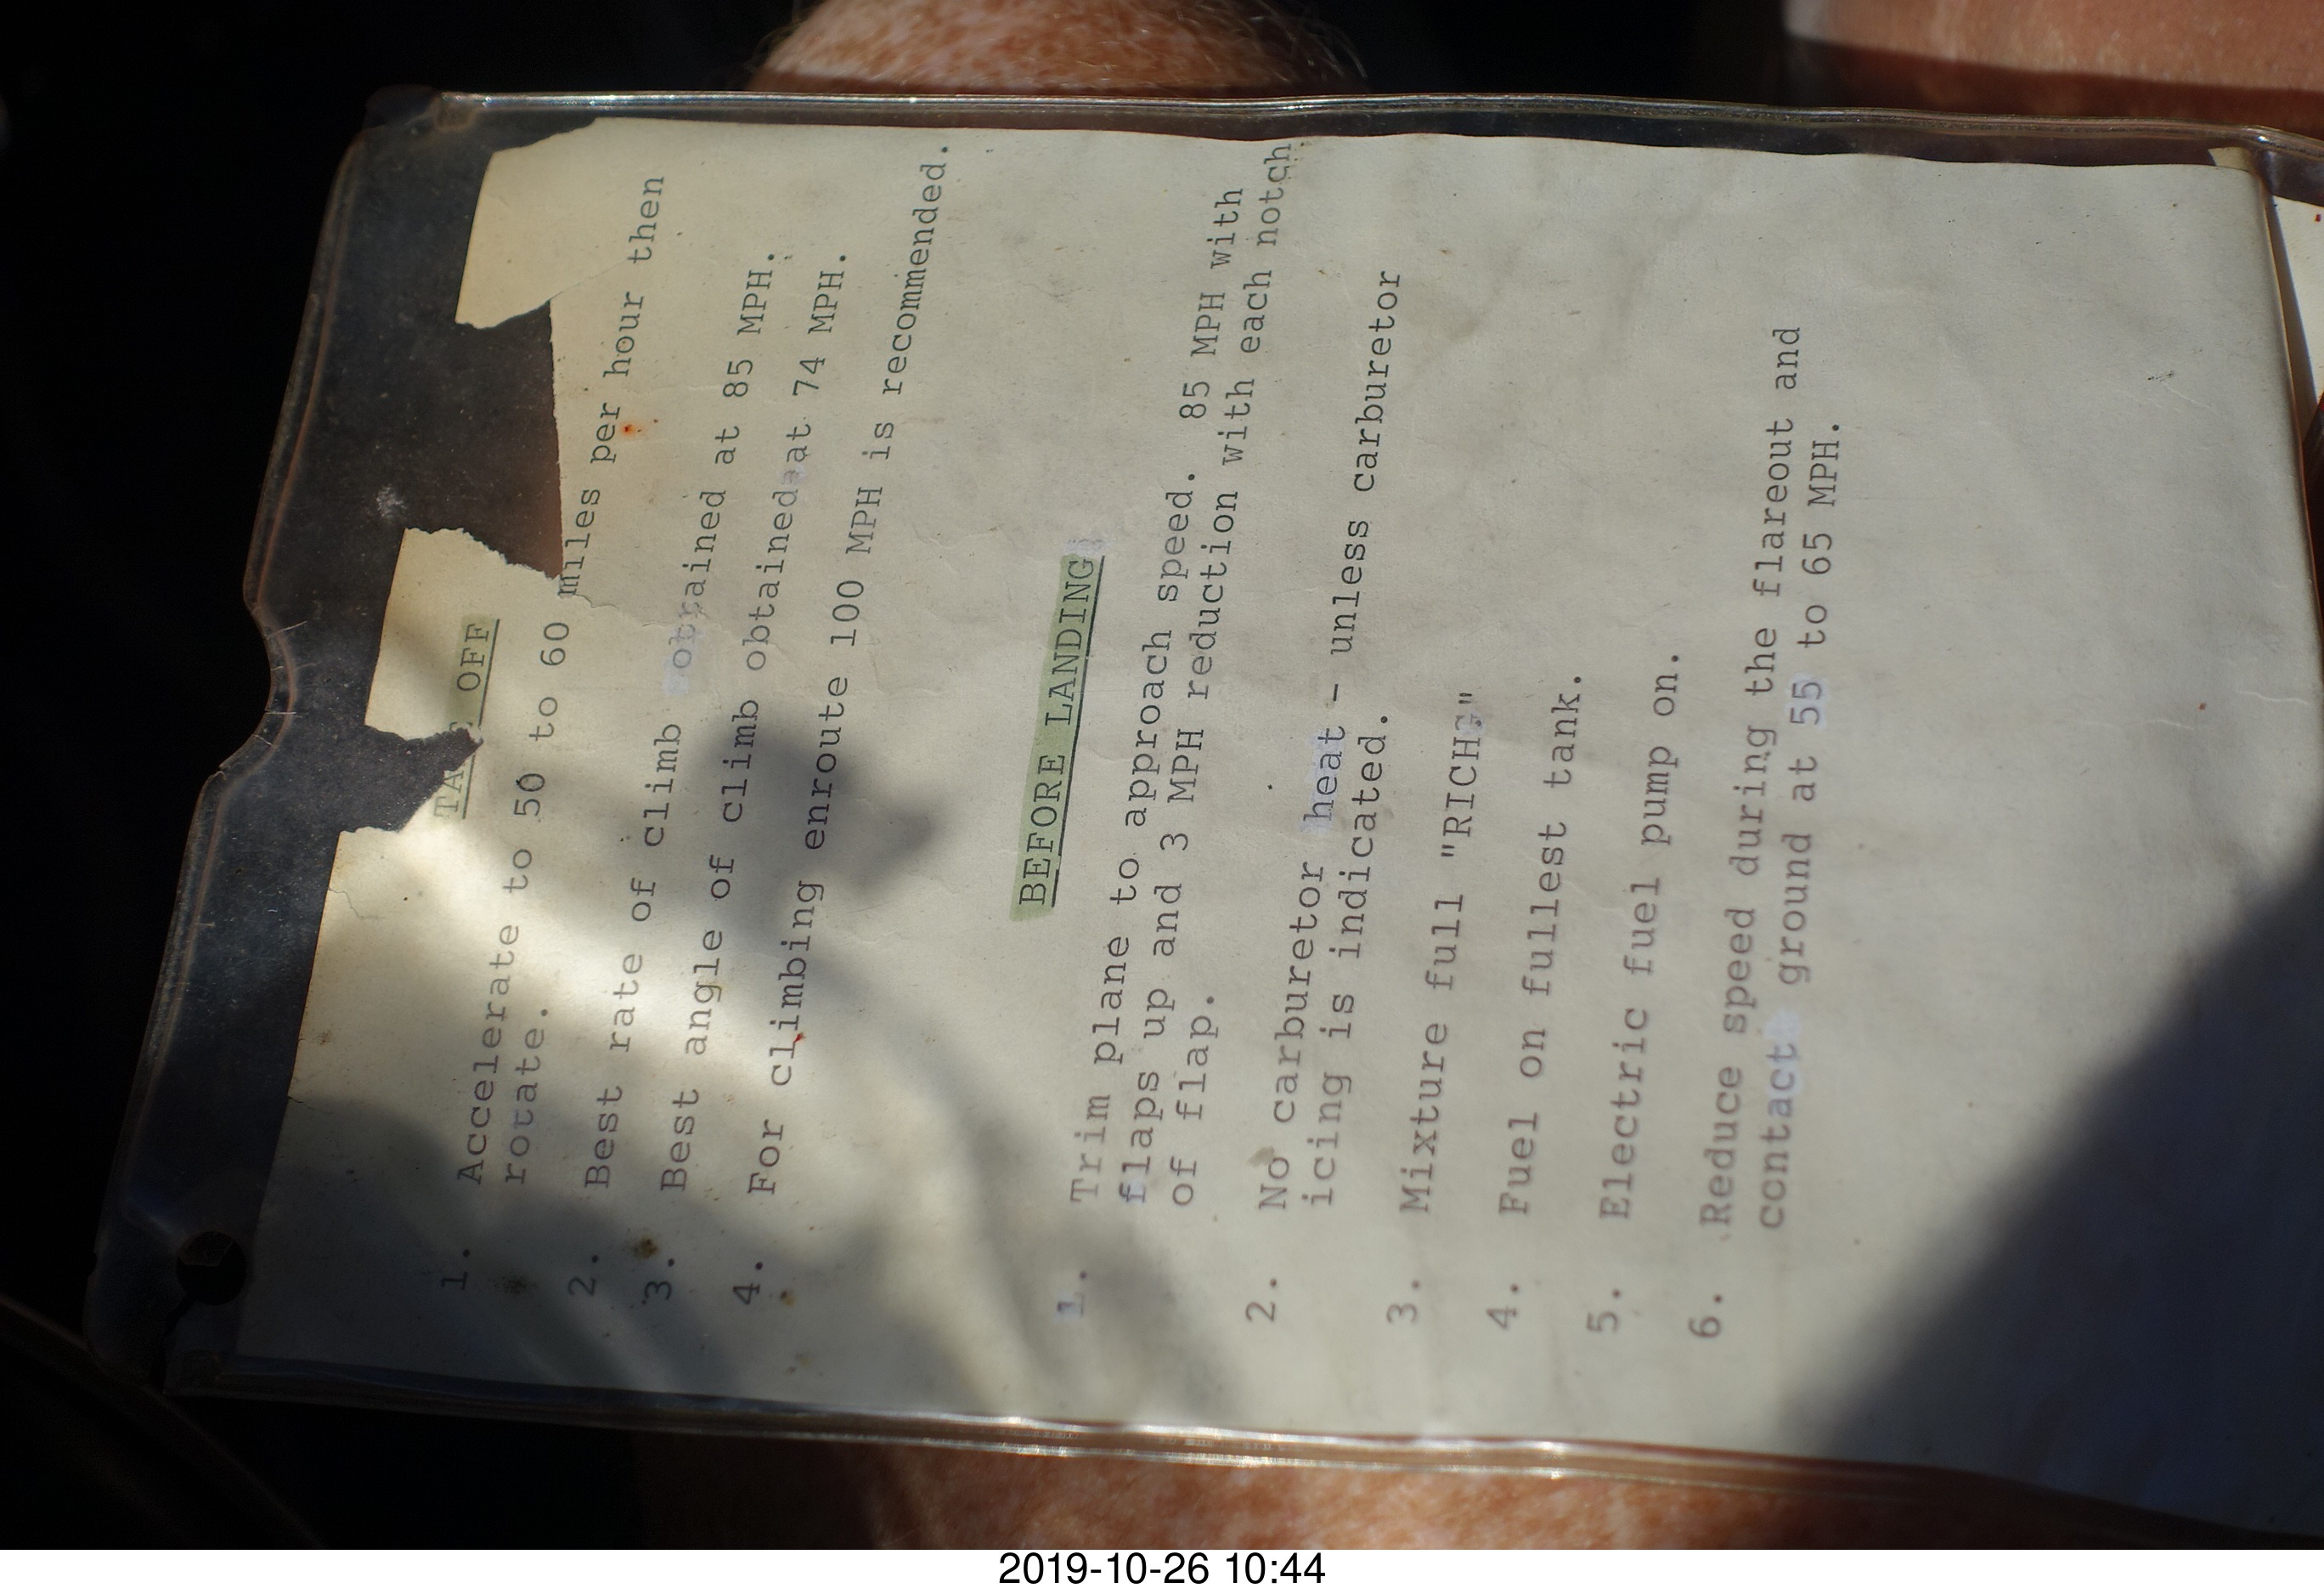 TAKE OFF
1. Accelerate to 50 to 60 miles per hour then
rotate.
2. Best rate of climb obtained at 85 MPH.
3. Best angle of climb obtained at 74 MPH.
4. For climbing enroute 100 MPH is recommended.
BEFORE LANDING
1. Trim plane to approach speed. 85 MPH with
flaps up and 3 MPH reduction with each notch
of flap.
2. No carburetor heat - unless carburetor
icing is indicated.
3. Mixture full "RICH."
4. Fuel on fullest tank.
5. Electric fuel pump on.
6. Reduce speed during the flareout and
contact ground at 55 to 65 MPH.
2019-10-26 10:44